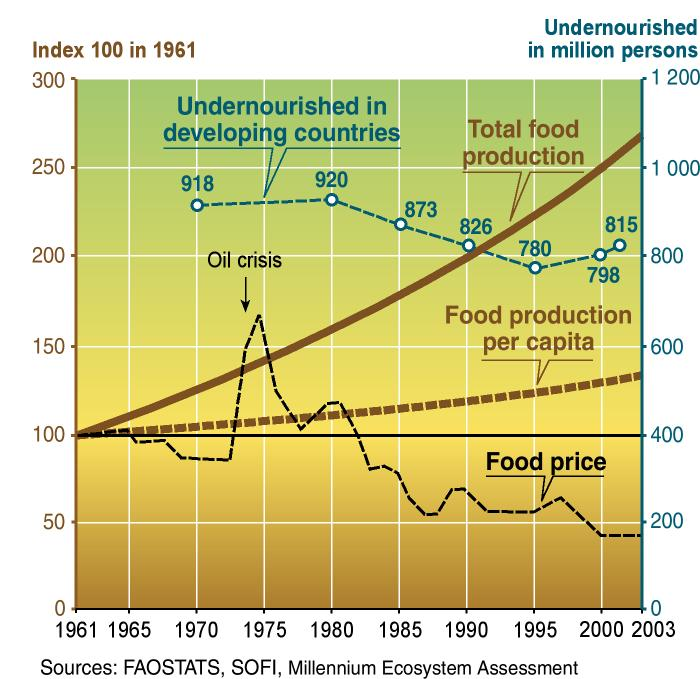 Undernourished
in million persons
Index 100 in 1961
300
250
200
150
100
50
0
1 200
1 000
800
600
400
200
0
Undernourished in
developing countries
Total food
production
918
920
873
826
780
798
815
Oil crisis
Food production
per capita
Food price
1961 1965 1970 1975 1980 1985 1990 1995 2000 2003
Sources: FAOSTATS, SOFI, Millennium Ecosystem Assessment